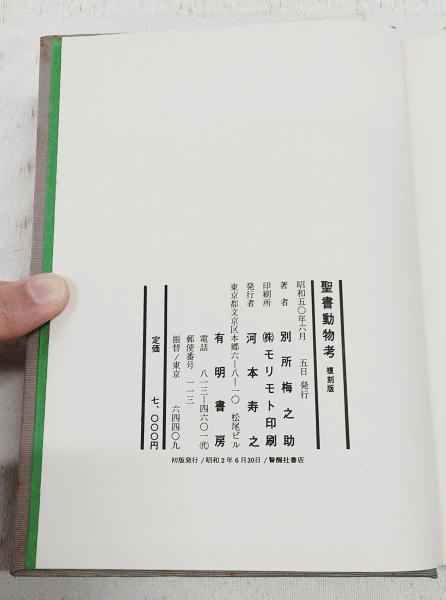 聖書動物考 復刻版
昭和五〇年六月 五日 発行
著者 別所梅之助
印刷所 ㈱モリモト印刷
発行者 河本寿之
東京都文京区本郷六ー八ー一〇 松尾ビル
有明書房
電話 八一三ー四六〇一(代)
郵便番号 一一三
振替/東京 六四四〇九
定価 七、〇〇〇円
初版発行/昭和2年6月30日/警醒社書店